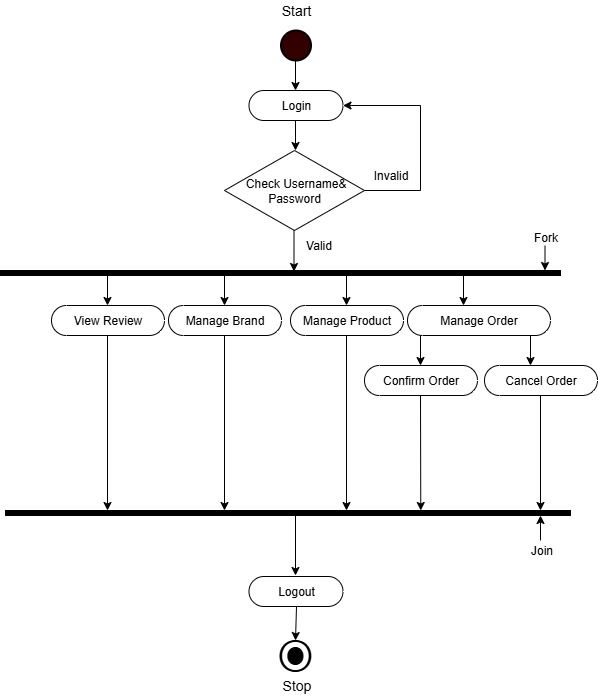 Start
Login
Check Username&
Password
Invalid
Valid
Fork
View Review
Manage Brand
Manage Product
Manage Order
Confirm Order
Cancel Order
Join
Logout
Stop